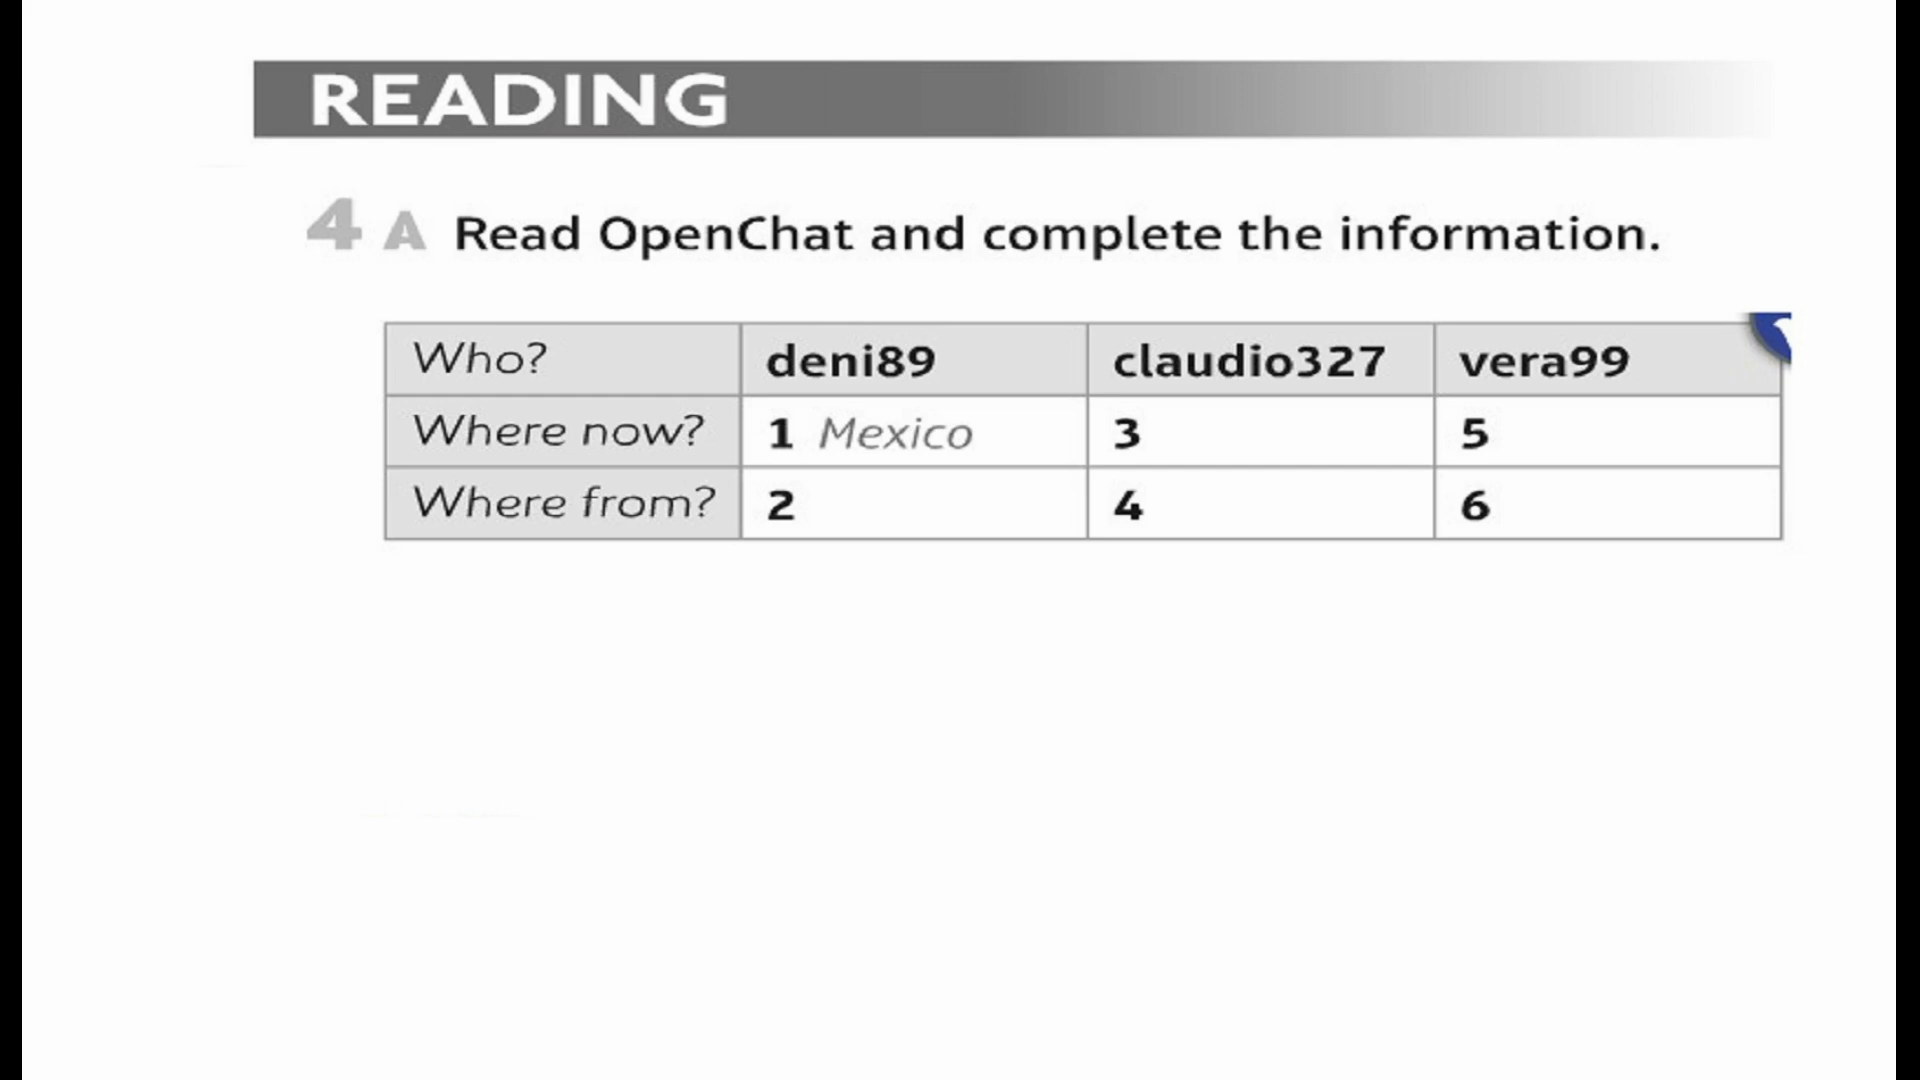 READING
4 A Read OpenChat and complete the information.
Who? deni89 claudio327 vera99
Where now? 1 Mexico 3 5
Where from? 2 4 6